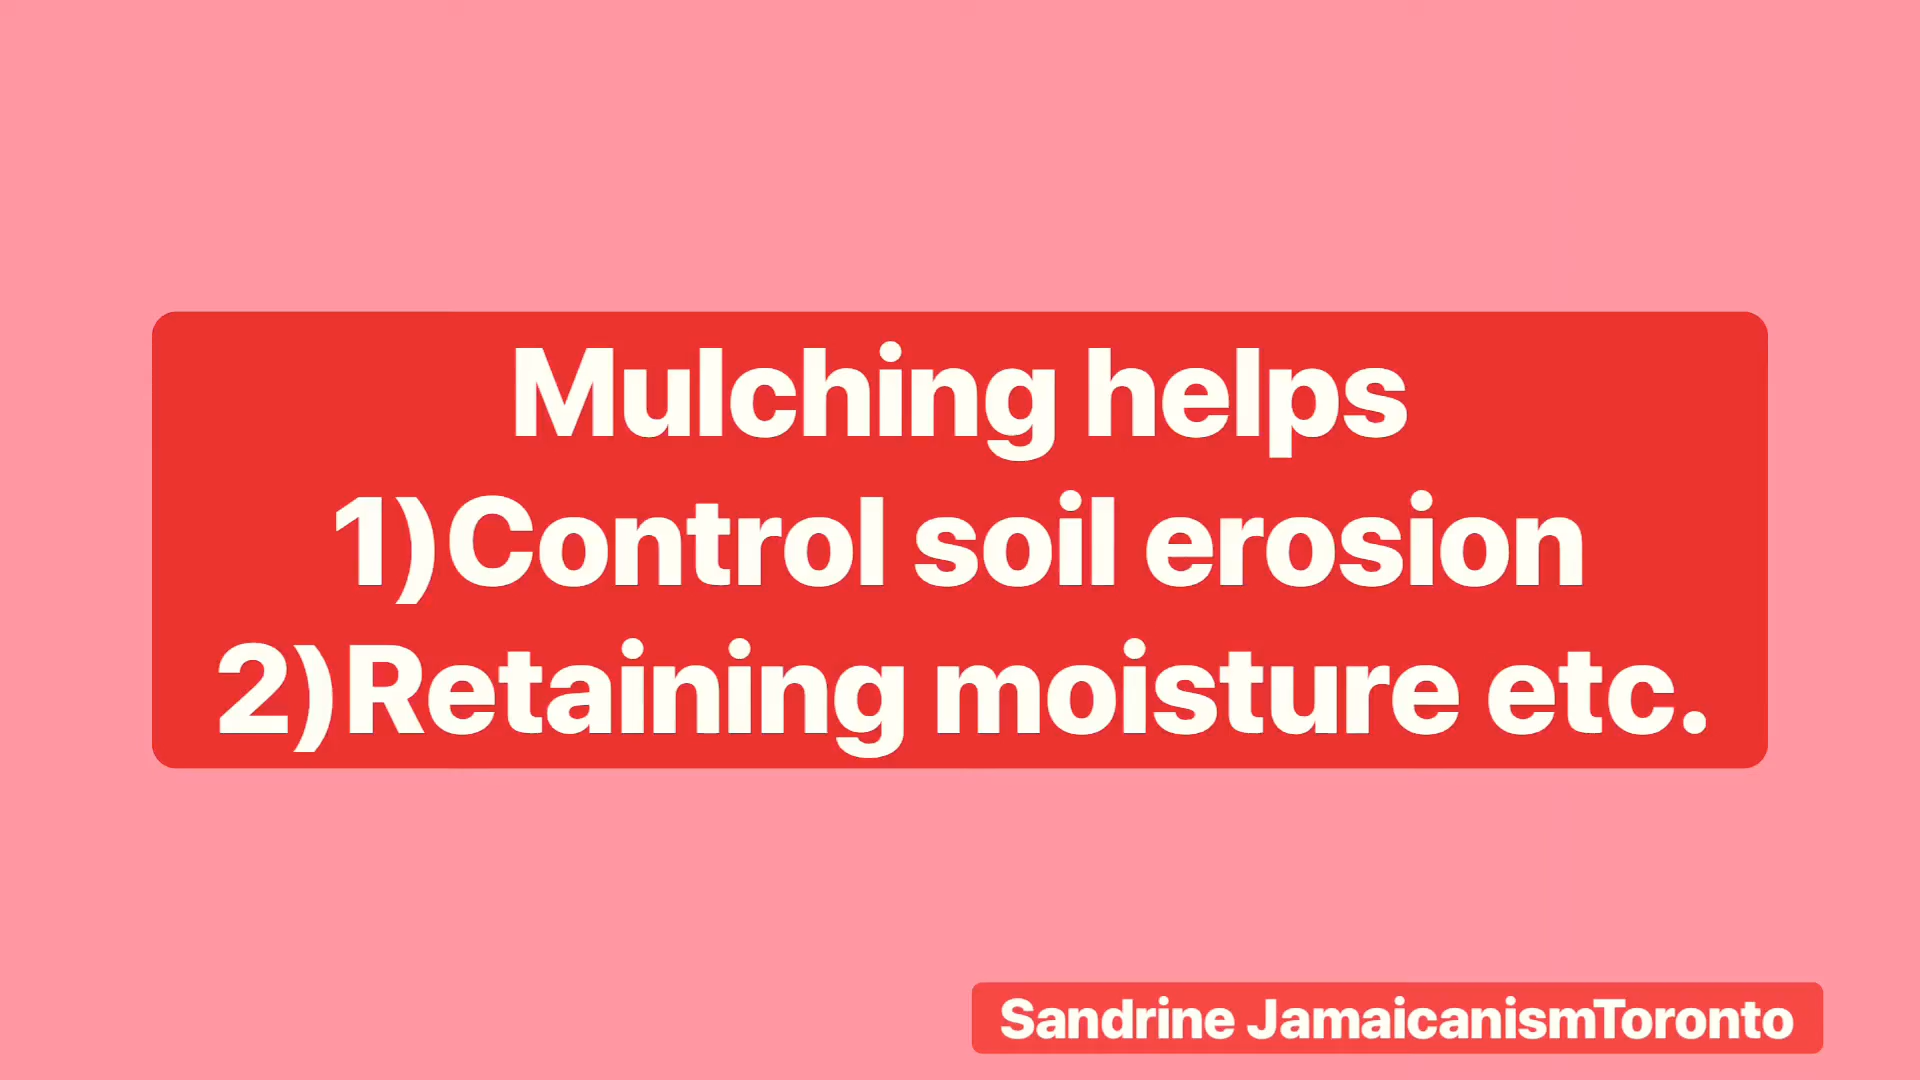 Mulching helps
1)Control soil erosion
2)Retaining moisture etc.
Sandrine JamaicanismToronto